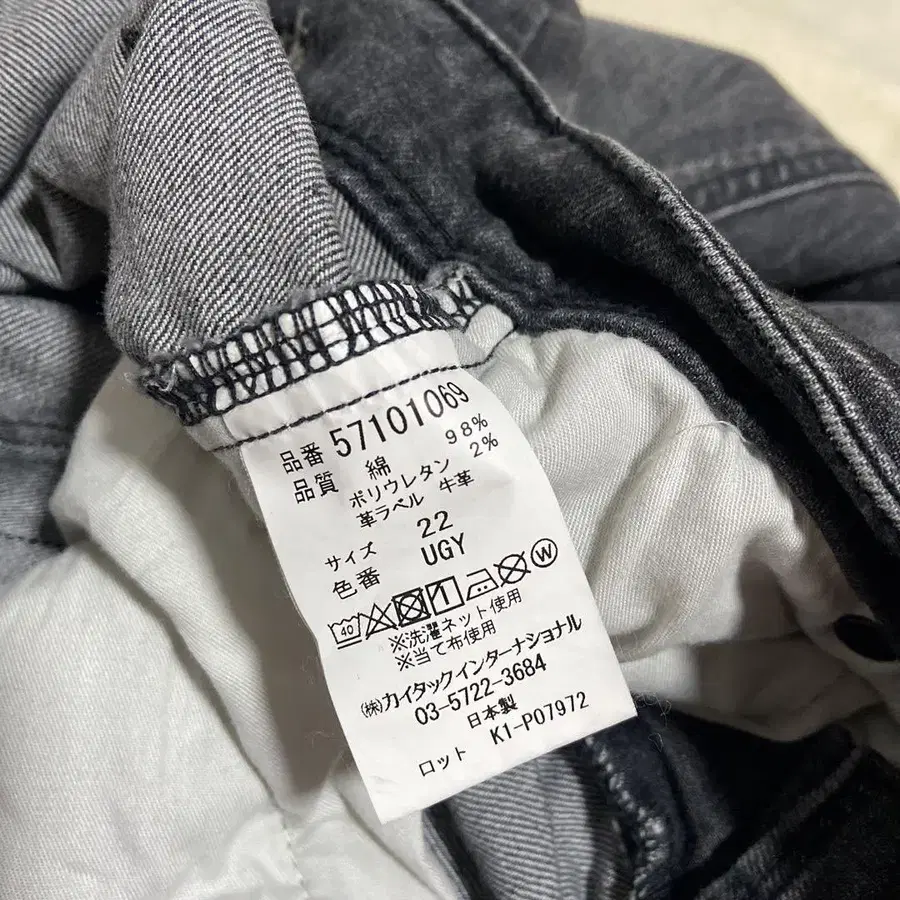 品番 57101069
品質 綿 98%
ポリウレタン 2%
革ラベル 牛革
サイズ 22
色番 UGY
40 W
※洗濯ネット使用
※当て布使用
㈱カイタックインターナショナル
03-5722-3684
日本製
ロット K1-P07972